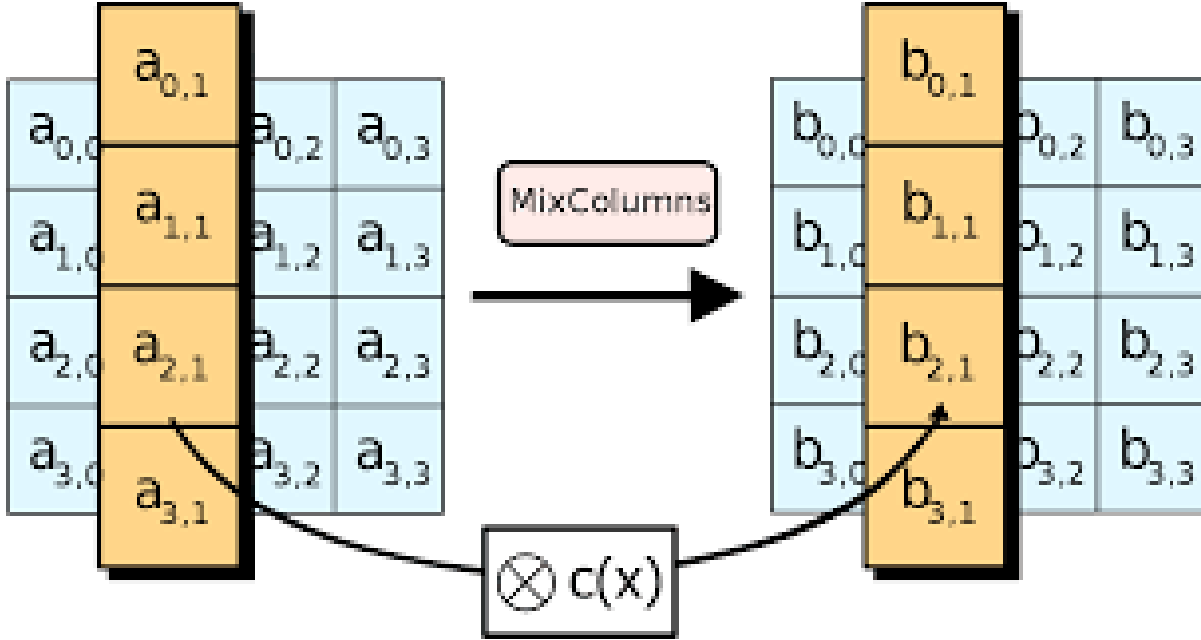 a0,1
a0,0 a0,2 a0,3
a1,1
a1,0 a1,2 a1,3
a2,1
a2,0 a2,2 a2,3
a3,0 a3,2 a3,3
a3,1
MixColumns
b0,1
b0,0 b0,2 b0,3
b1,1
b1,0 b1,2 b1,3
b2,1
b2,0 b2,2 b2,3
b3,0 b3,2 b3,3
b3,1
⊗ c(x)